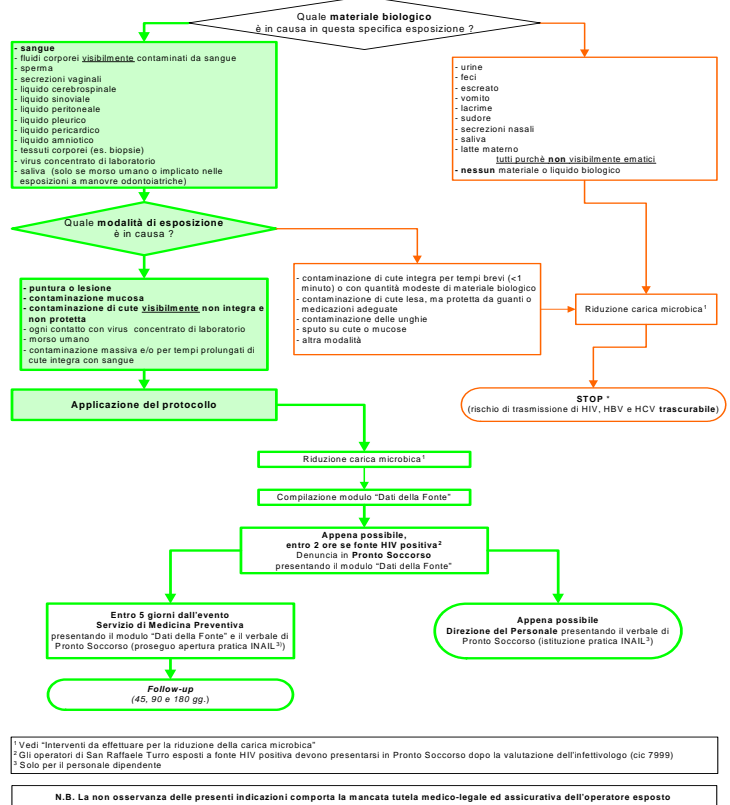 Quale materiale biologico
è in causa in questa specifica esposizione ?
- sangue
- fluidi corporei visibilmente contaminati da sangue
- sperma
- secrezioni vaginali
- liquido cerebrospinale
- liquido sinoviale
- liquido peritoneale
- liquido pleurico
- liquido pericardico
- liquido amniotico
- tessuti corporei (es. biopsie)
- virus concentrato di laboratorio
- saliva (solo se morso umano o implicato nelle
esposizioni a manovre odontoiatriche)
- urine
- feci
- escreato
- vomito
- lacrime
- sudore
- secrezioni nasali
- saliva
- latte materno
tutti purchè non visibilmente ematici
- nessun materiale o liquido biologico
Quale modalità di esposizione
è in causa ?
- puntura o lesione
- contaminazione mucosa
- contaminazione di cute visibilmente non integra e
non protetta
- ogni contatto con virus concentrato di laboratorio
- morso umano
- contaminazione massiva e/o per tempi prolungati di
cute integra con sangue
- contaminazione di cute integra per tempi brevi (<1
minuto) o con quantità modeste di materiale biologico
- contaminazione di cute lesa, ma protetta da guanti o
medicazioni adeguate
- contaminazione delle unghie
- sputo su cute o mucose
- altra modalità
Riduzione carica microbica¹
STOP *
(rischio di trasmissione di HIV, HBV e HCV trascurabile)
Applicazione del protocollo
Riduzione carica microbica¹
Compilazione modulo “Dati della Fonte”
Appena possibile,
entro 2 ore se fonte HIV positiva²
Denuncia in Pronto Soccorso
presentando il modulo “Dati della Fonte”
Entro 5 giorni dall'evento
Servizio di Medicina Preventiva
presentando il modulo “Dati della Fonte” e il verbale di
Pronto Soccorso (proseguo apertura pratica INAIL³⁾)
Appena possibile
Direzione del Personale presentando il verbale di
Pronto Soccorso (istituzione pratica INAIL³)
Follow-up
(45, 90 e 180 gg.)
¹ Vedi “Interventi da effettuare per la riduzione della carica microbica”
² Gli operatori di San Raffaele Turro esposti a fonte HIV positiva devono presentarsi in Pronto Soccorso dopo la valutazione dell'infettivologo (cic 7999)
³ Solo per il personale dipendente
N.B. La non osservanza delle presenti indicazioni comporta la mancata tutela medico-legale ed assicurativa dell'operatore esposto